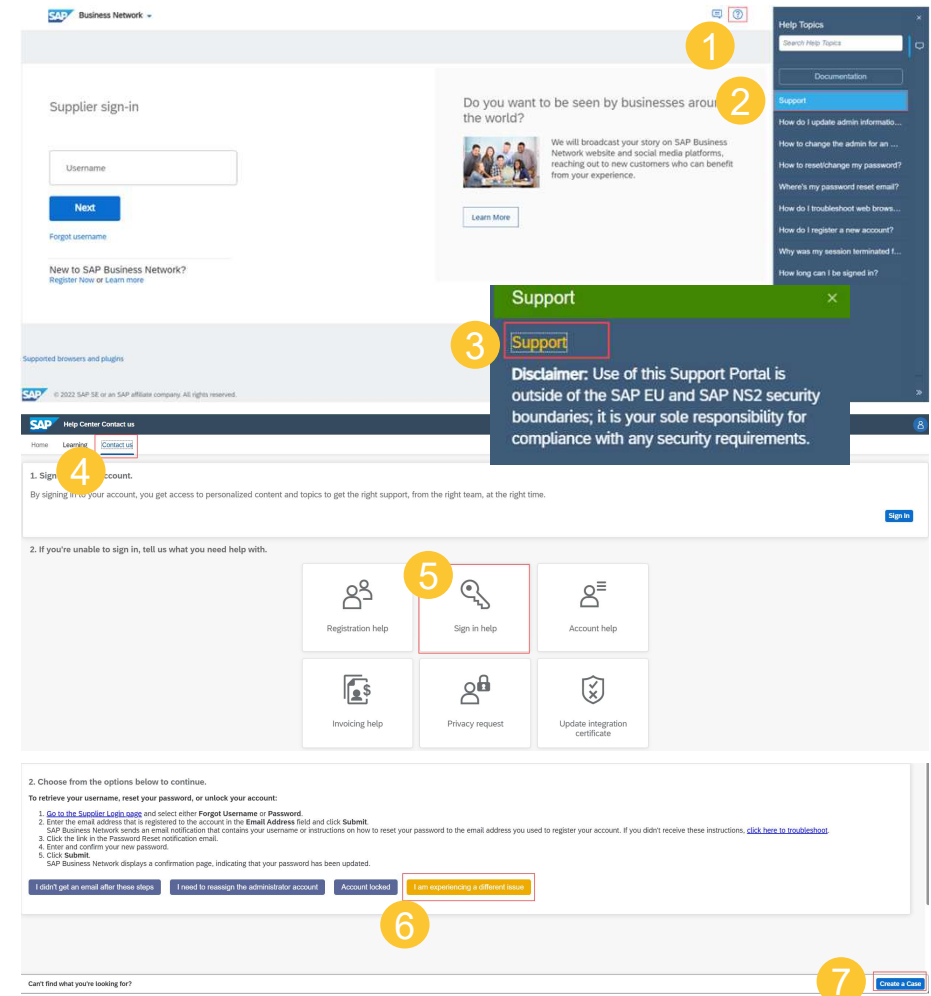 SAP Business Network
1
Help Topics
Search Help Topics
Documentation
2
Support
How do I update admin informatio...
How to change the admin for an ...
How to reset/change my password?
Where's my password reset email?
How do I troubleshoot web brows...
How do I register a new account?
Why was my session terminated f...
How long can I be signed in?
Supplier sign-in
Username
Next
Forgot username
New to SAP Business Network?
Register Now or Learn more
Do you want to be seen by businesses arou
the world?
We will broadcast your story on SAP Business
Network website and social media platforms,
reaching out to new customers who can benefit
from your experience.
Learn More
Supported browsers and plugins
SAP © 2022 SAP SE or an SAP affiliate company. All rights reserved.
Support
3
Support
Disclaimer: Use of this Support Portal is
outside of the SAP EU and SAP NS2 security
boundaries; it is your sole responsibility for
compliance with any security requirements.
SAP Help Center Contact us
Home Learning Contact us
4
1. Sign ccount.
By signing in to your account, you get access to personalized content and topics to get the right support, from the right team, at the right time.
Sign In
2. If you're unable to sign in, tell us what you need help with.
5
Registration help
Sign in help
Account help
Invoicing help
Privacy request
Update integration
certificate
2. Choose from the options below to continue.
To retrieve your username, reset your password, or unlock your account:
1. Go to the Supplier Login page and select either Forgot Username or Password.
2. Enter the email address that is registered to the account in the Email Address field and click Submit.
SAP Business Network sends an email notification that contains your username or instructions on how to reset your password to the email address you used to register your account. If you didn't receive these instructions, click here to troubleshoot.
3. Click the link in the Password Reset notification email.
4. Enter and confirm your new password.
5. Click Submit.
SAP Business Network displays a confirmation page, indicating that your password has been updated.
I didn't get an email after these steps
I need to reassign the administrator account
Account locked
I am experiencing a different issue
6
Can't find what you're looking for?
7
Create a Case